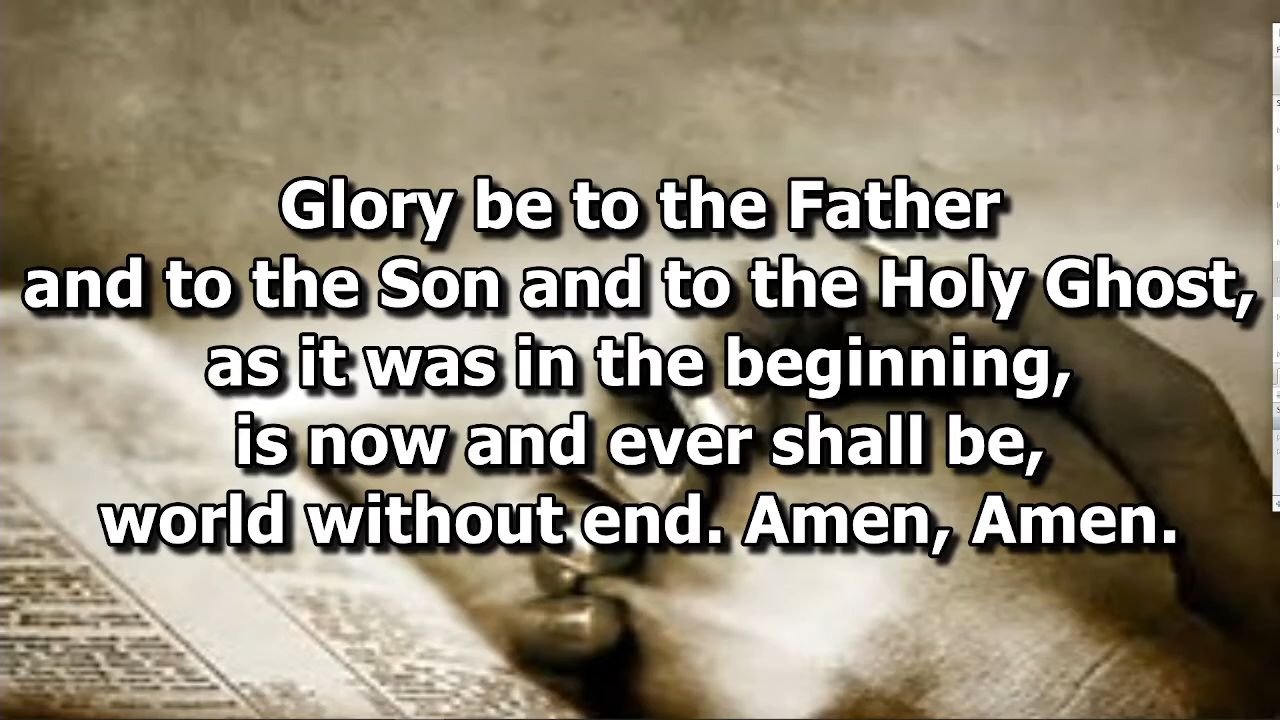 Glory be to the Father
and to the Son and to the Holy Ghost,
as it was in the beginning,
is now and ever shall be,
world without end. Amen, Amen.